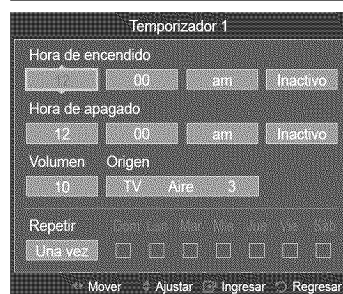 Temporizador 1
Hora de encendido
00 am Inactivo
Hora de apagado
12 00 am Inactivo
Volumen Origen
10 TV Aire 3
Repetir Dom Lun Mar Mie Jue Vie Sáb
Una vez
Mover Ajustar Ingresar Regresar